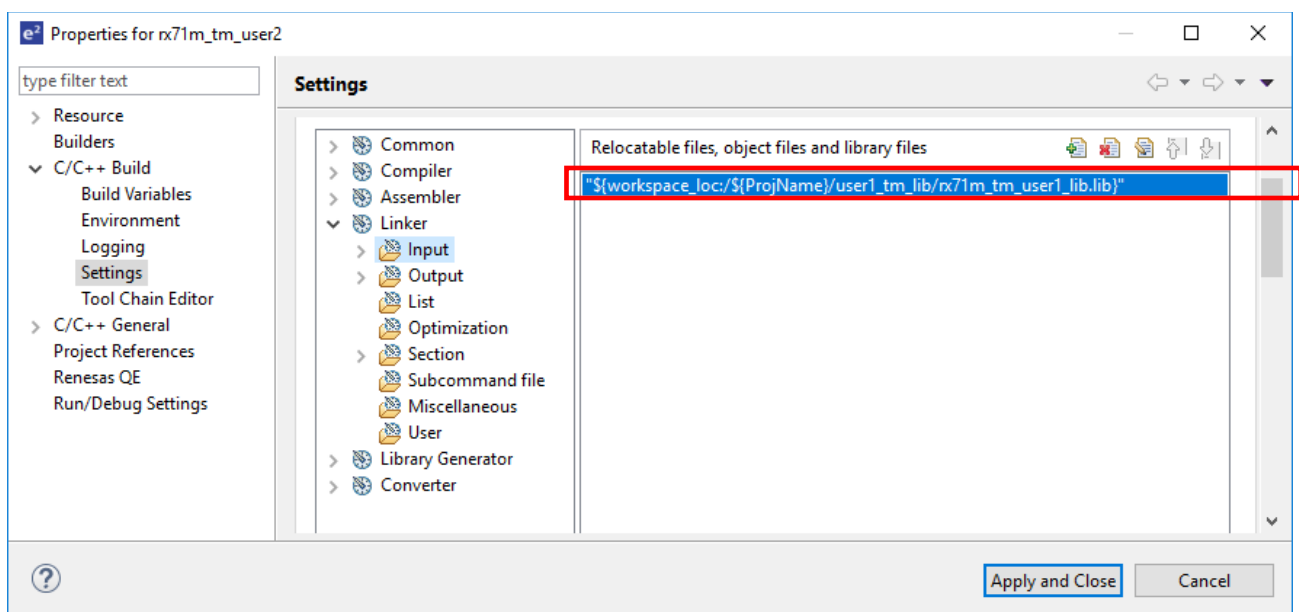 e² Properties for rx71m_tm_user2
type filter text
Resource
Builders
C/C++ Build
Build Variables
Environment
Logging
Settings
Tool Chain Editor
C/C++ General
Project References
Renesas QE
Run/Debug Settings
Settings
Common
Compiler
Assembler
Linker
Input
Output
List
Optimization
Section
Subcommand file
Miscellaneous
User
Library Generator
Converter
Relocatable files, object files and library files
"${workspace_loc:/${ProjName}/user1_tm_lib/rx71m_tm_user1_lib.lib}"
?
Apply and Close
Cancel